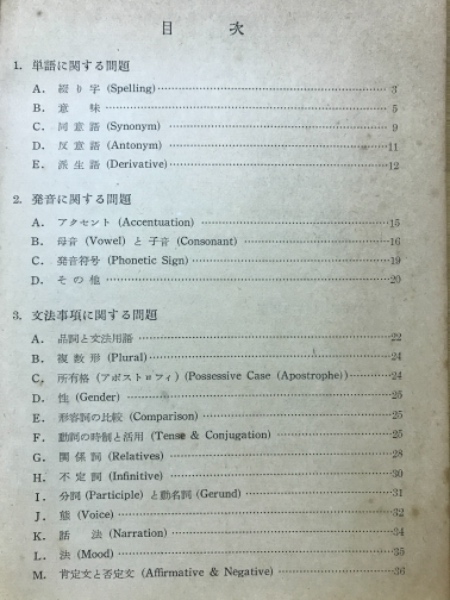 目次
1. 単語に関する問題
A. 綴り字 (Spelling) 3
B. 意味 5
C. 同意語 (Synonym) 9
D. 反意語 (Antonym) 11
E. 派生語 (Derivative) 12
2. 発音に関する問題
A. アクセント (Accentuation) 15
B. 母音 (Vowel) と子音 (Consonant) 16
C. 発音符号 (Phonetic Sign) 19
D. その他 20
3. 文法事項に関する問題
A. 品詞と文法用語 22
B. 複数形 (Plural) 24
C. 所有格 (アポストロフィ) (Possessive Case (Apostrophe)) 24
D. 性 (Gender) 25
E. 形容詞の比較 (Comparison) 25
F. 動詞の時制と活用 (Tense & Conjugation) 25
G. 関係詞 (Relatives) 28
H. 不定詞 (Infinitive) 30
I. 分詞 (Participle) と動名詞 (Gerund) 31
J. 態 (Voice) 32
K. 話法 (Narration) 34
L. 法 (Mood) 35
M. 肯定文と否定文 (Affirmative & Negative) 36